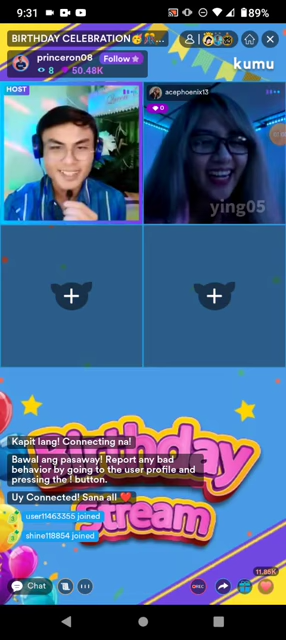 9:31
89%
BIRTHDAY CELEBRATION🥳🎊...
princeron08
Follow
8 50.48K
kumu
HOST
acephoenix13
0
ying05
Kapit lang! Connecting na!
Bawal ang pasaway! Report any bad
behavior by going to the user profile and
pressing the ! button.
Uy Connected! Sana all ❤️
user11463355 joined
shine118854 joined
Birthday
Stream
11.85K
Chat